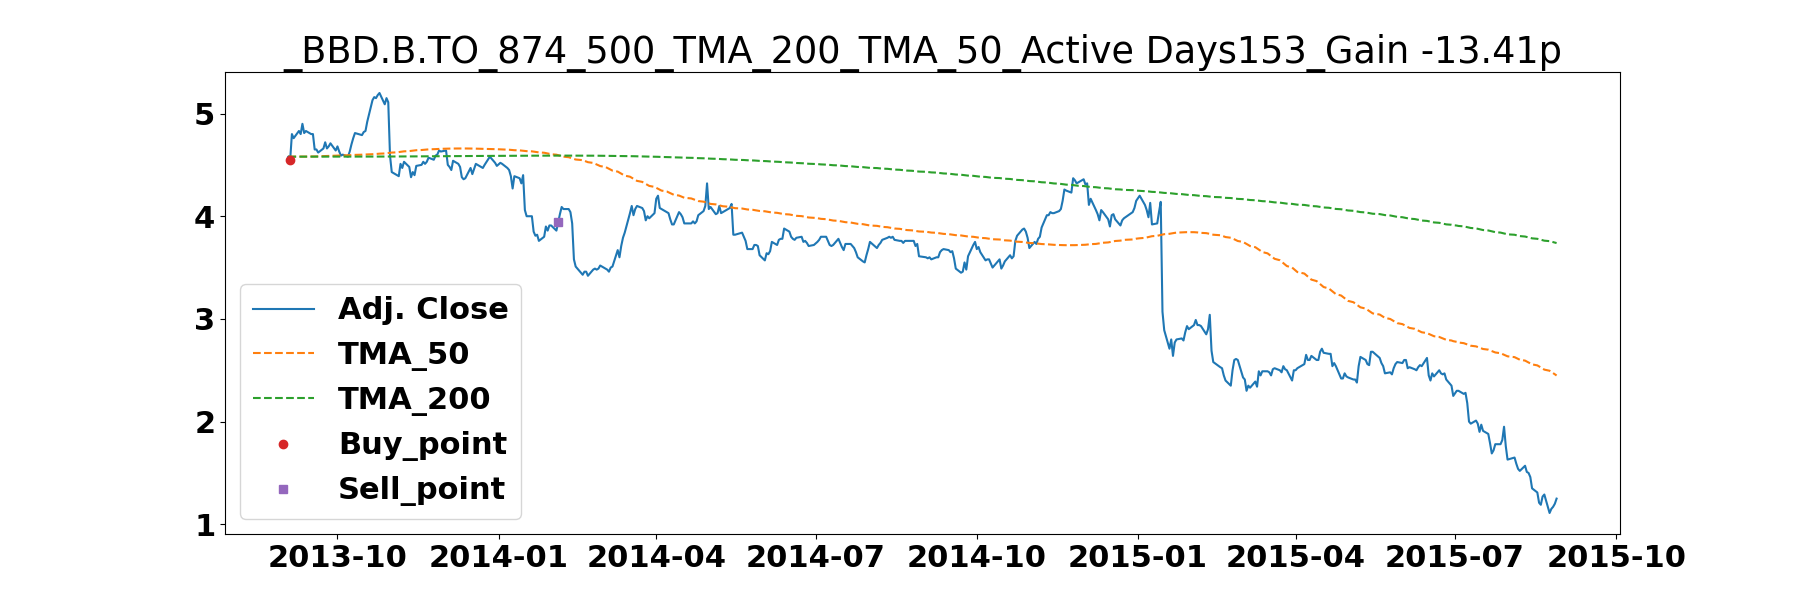 _BBD.B.TO_874_500_TMA_200_TMA_50_Active Days153_Gain -13.41p
5
4
3
2
1
Adj. Close
TMA_50
TMA_200
Buy_point
Sell_point
2013-10 2014-01 2014-04 2014-07 2014-10 2015-01 2015-04 2015-07 2015-10